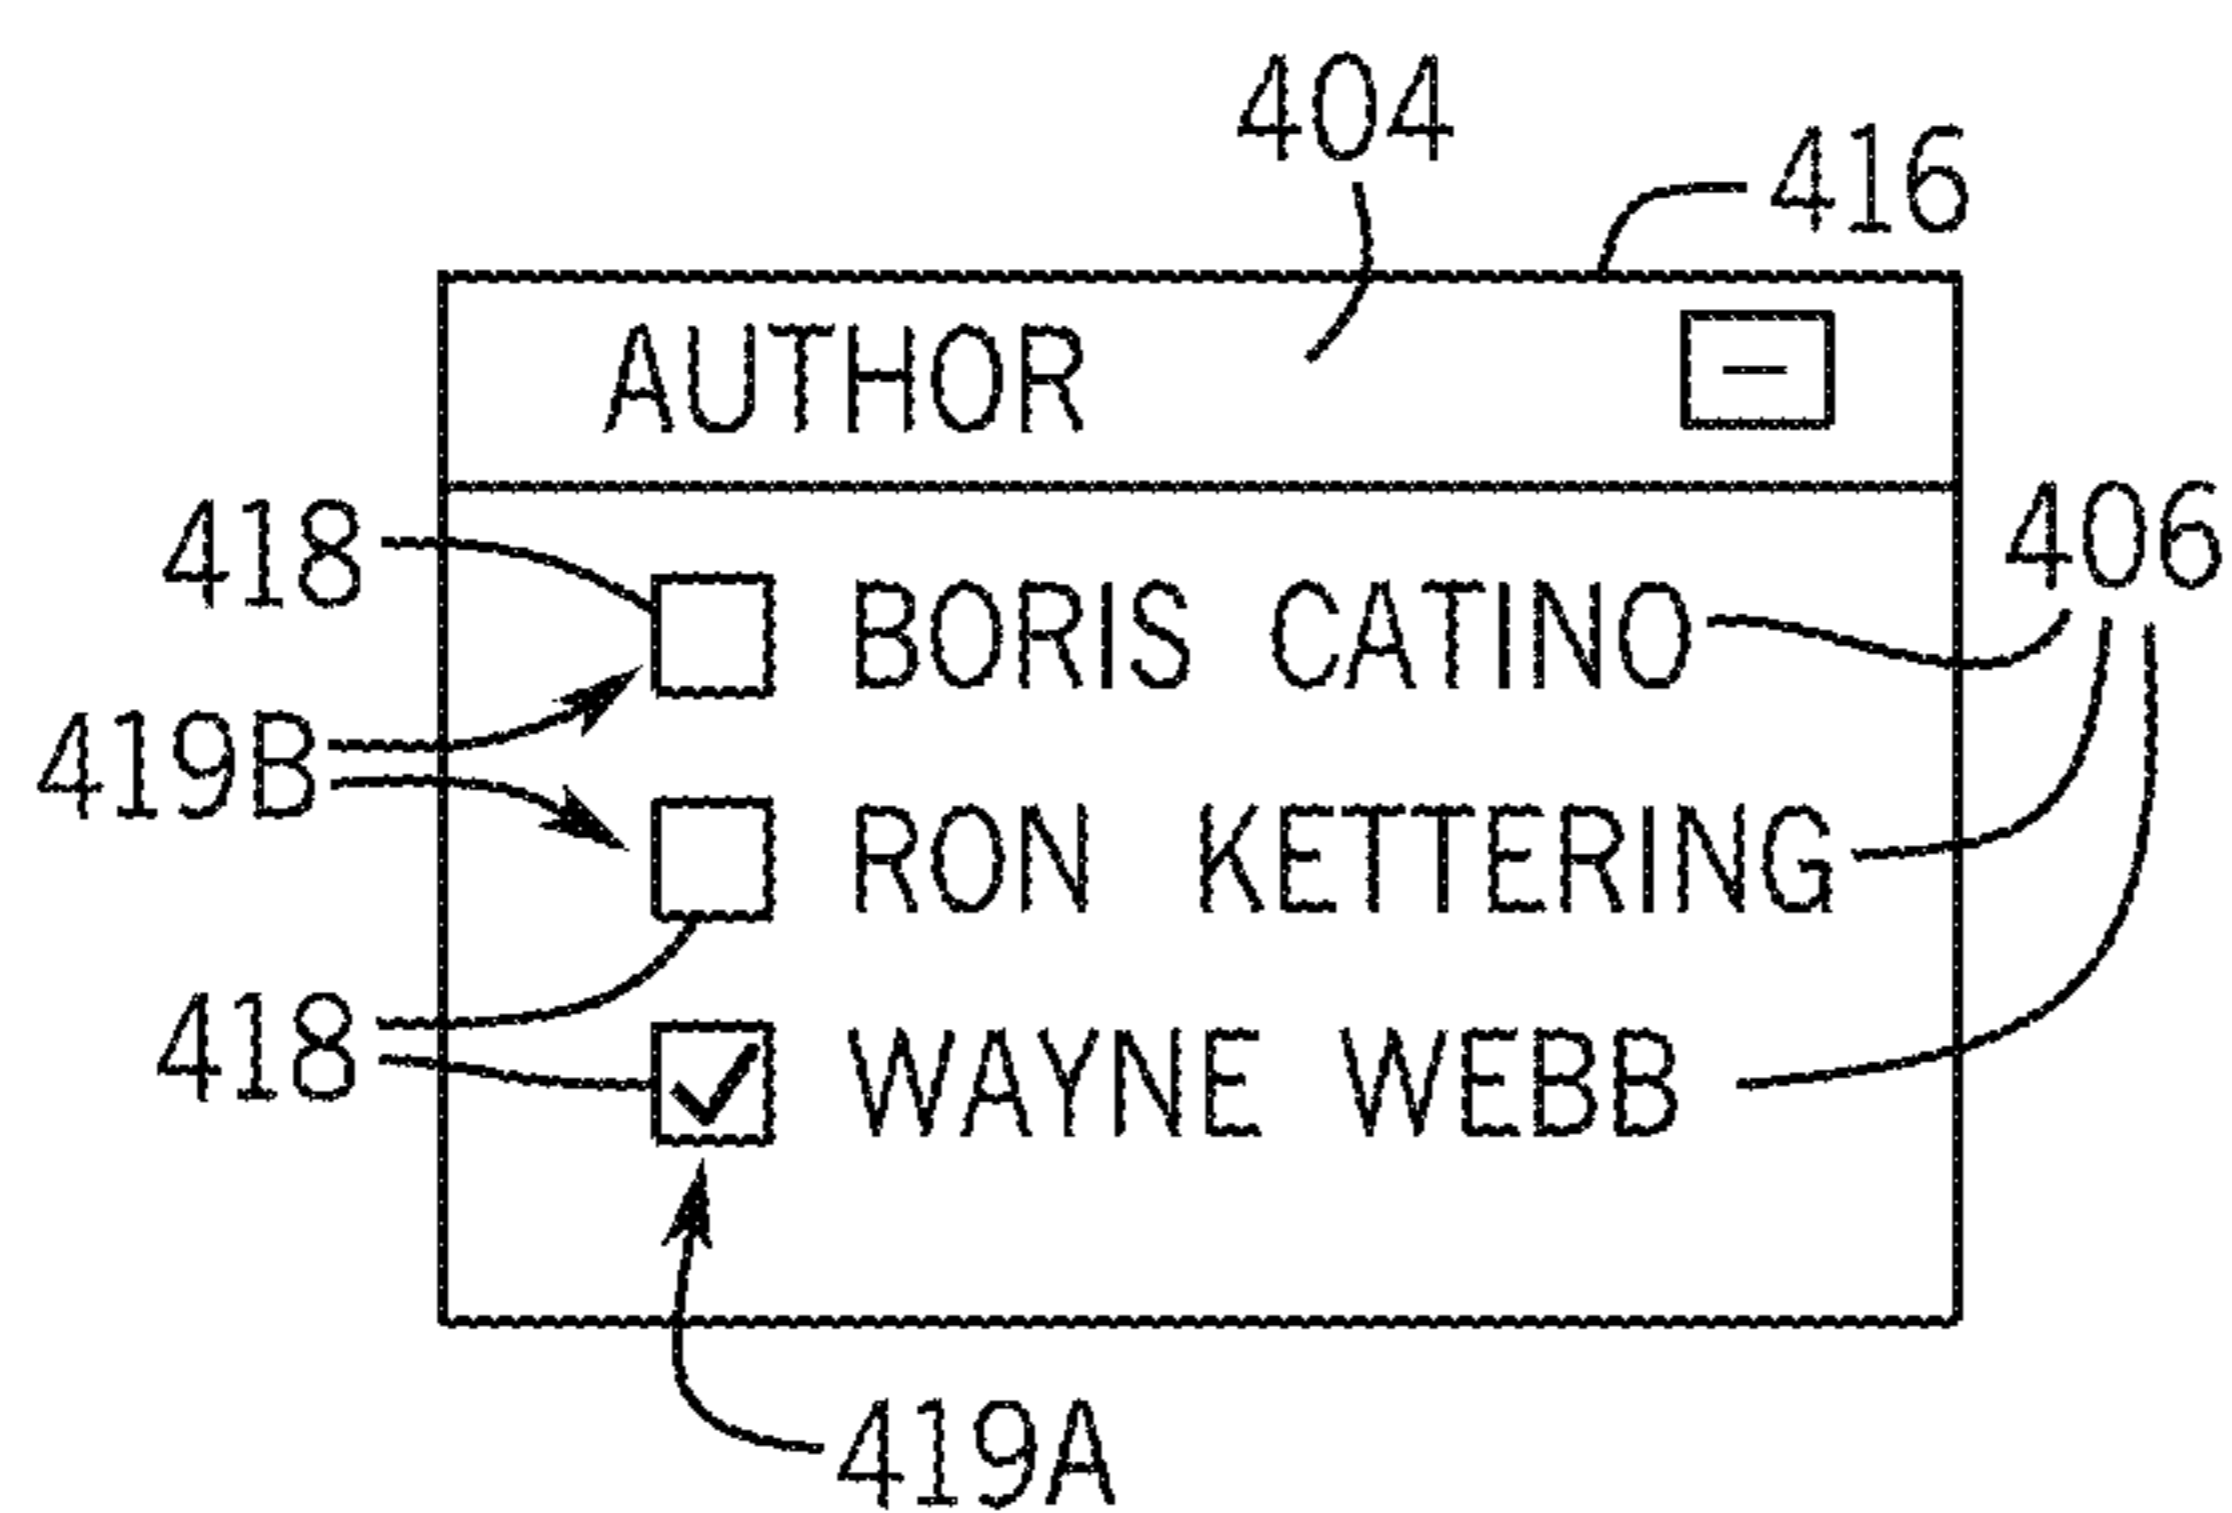 404
416
AUTHOR −
418
406
BORIS CATINO
419B
RON KETTERING
418
✓ WAYNE WEBB
419A